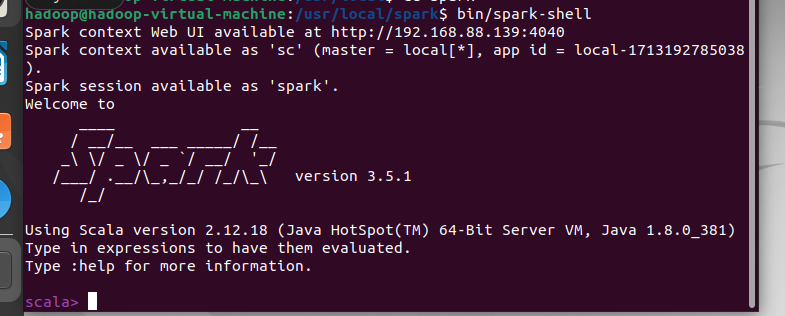 hadoop@hadoop-virtual-machine:/usr/local/spark$ bin/spark-shell
Spark context Web UI available at http://192.168.88.139:4040
Spark context available as 'sc' (master = local[*], app id = local-1713192785038
).
Spark session available as 'spark'.
Welcome to
      ____              __
     / __/__  ___ _____/ /__
    _\ \/ _ \/ _ `/ __/  '_/
   /___/ .__/\_,_/_/ /_/\_\   version 3.5.1
      /_/
Using Scala version 2.12.18 (Java HotSpot(TM) 64-Bit Server VM, Java 1.8.0_381)
Type in expressions to have them evaluated.
Type :help for more information.
scala>